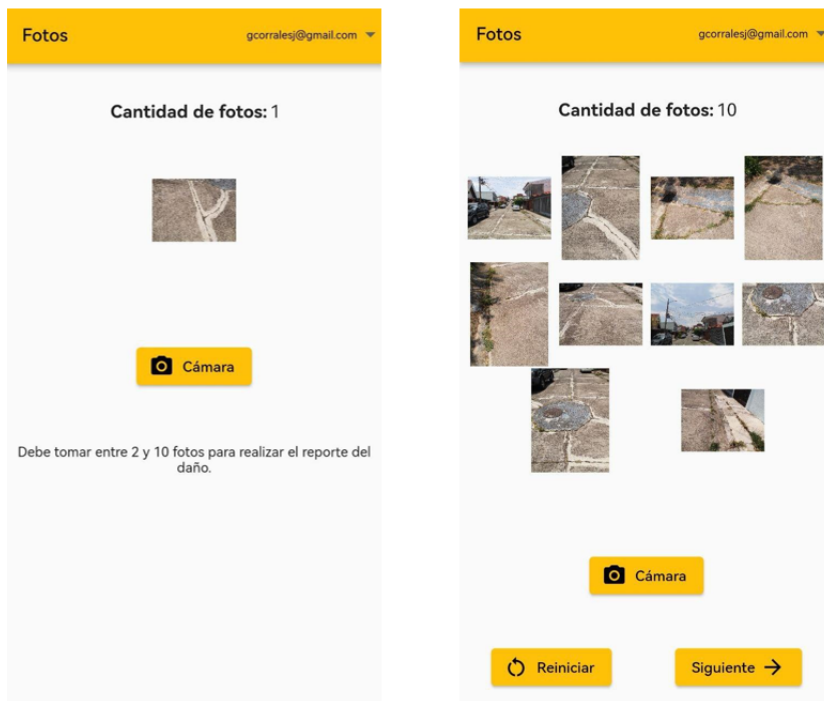 Fotos
gcorralesj@gmail.com
Cantidad de fotos: 1
Cámara
Debe tomar entre 2 y 10 fotos para realizar el reporte del
daño.
Fotos
gcorralesj@gmail.com
Cantidad de fotos: 10
Cámara
Reiniciar
Siguiente